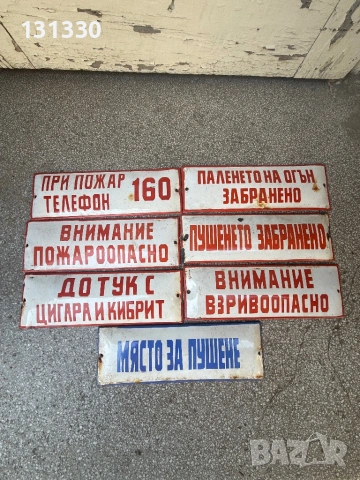 131330
ПРИ ПОЖАР
ТЕЛЕФОН 160
ПАЛЕНЕТО НА ОГЪН
ЗАБРАНЕНО
ВНИМАНИЕ
ПОЖАРООПАСНО
ПУШЕНЕТО ЗАБРАНЕНО
ДО ТУК С
ЦИГАРА И КИБРИТ
ВНИМАНИЕ
ВЗРИВООПАСНО
МЯСТО ЗА ПУШЕНЕ
BAZAR